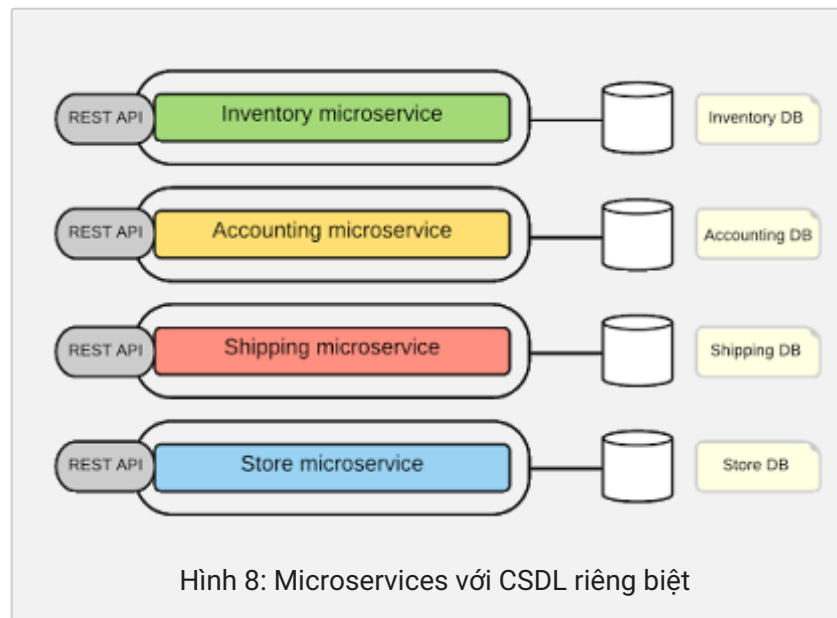 REST API Inventory microservice Inventory DB
REST API Accounting microservice Accounting DB
REST API Shipping microservice Shipping DB
REST API Store microservice Store DB
Hình 8: Microservices với CSDL riêng biệt